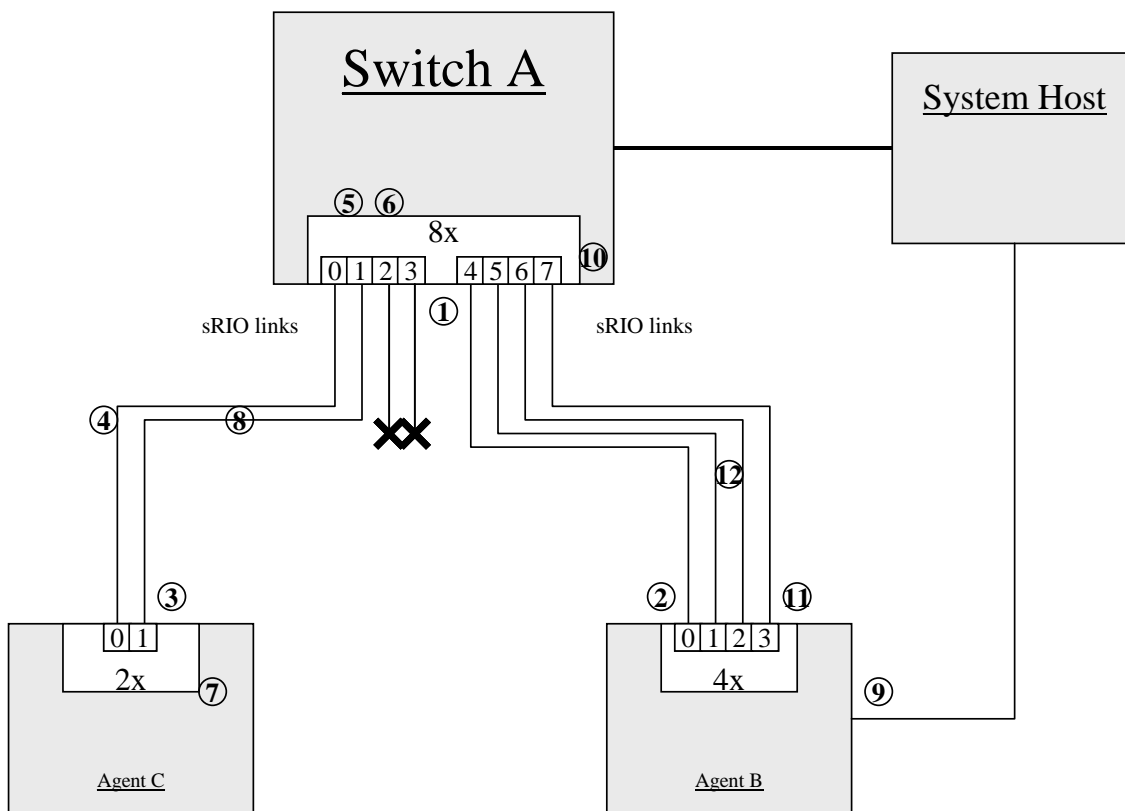 Switch A
System Host
⑤ ⑥
8x
⑩
0 1 2 3 4 5 6 7
①
sRIO links sRIO links
④ ⑧
⑫
③ ② ⑪
0 1 0 1 2 3
2x 4x
⑦ ⑨
Agent C Agent B